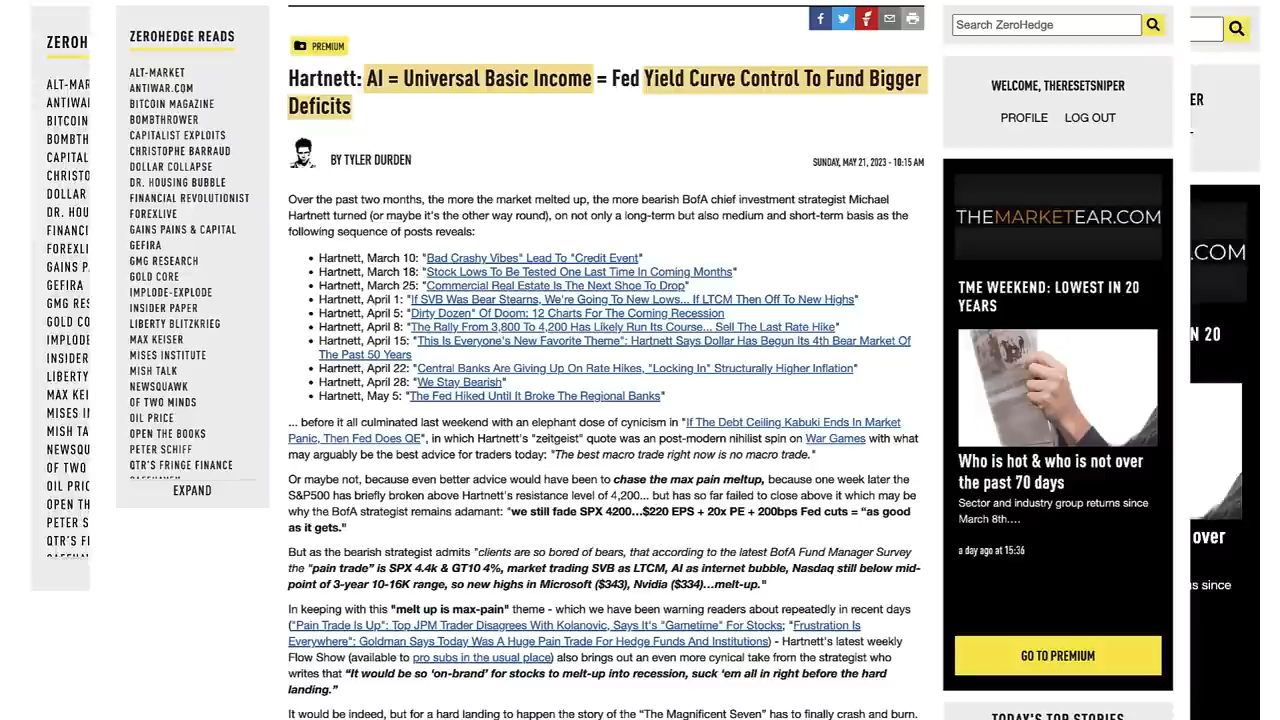 ZEROH
ALT-MAR
ANTIWAI
BITCOIN
BOMBTH
CAPITAL
CHRISTO
DOLLAR
DR. HOU
FINANCI
FOREXLI
GAINS P
GEFIRA
GMG RES
GOLD CO
IMPLODE
INSIDER
LIBERTY
MAX KEI
MISES II
MISH TA
NEWSQU
OF TWO
OIL PRIC
OPEN TH
PETER S
QTR'S FI
ZEROHEDGE READS
ALT-MARKET
ANTIWAR.COM
BITCOIN MAGAZINE
BOMBTHROWER
CAPITALIST EXPLOITS
CHRISTOPHE BARRAUD
DOLLAR COLLAPSE
DR. HOUSING BUBBLE
FINANCIAL REVOLUTIONIST
FOREXLIVE
GAINS PAINS & CAPITAL
GEFIRA
GMG RESEARCH
GOLD CORE
IMPLODE-EXPLODE
INSIDER PAPER
LIBERTY BLITZKRIEG
MAX KEISER
MISES INSTITUTE
MISH TALK
NEWSQUAWK
OF TWO MINDS
OIL PRICE
OPEN THE BOOKS
PETER SCHIFF
QTR'S FRINGE FINANCE
EXPAND
PREMIUM
Hartnett: AI = Universal Basic Income = Fed Yield Curve Control To Fund Bigger
Deficits
BY TYLER DURDEN
SUNDAY, MAY 21, 2023 - 10:15 AM
Over the past two months, the more the market melted up, the more bearish BofA chief investment strategist Michael
Hartnett turned (or maybe it's the other way round), on not only a long-term but also medium and short-term basis as the
following sequence of posts reveals:
• Hartnett, March 10: "Bad Crashy Vibes" Lead To "Credit Event"
• Hartnett, March 18: "Stock Lows To Be Tested One Last Time In Coming Months"
• Hartnett, March 25: "Commercial Real Estate Is The Next Shoe To Drop"
• Hartnett, April 1: "If SVB Was Bear Stearns, We're Going To New Lows... If LTCM Then Off To New Highs"
• Hartnett, April 5: "Dirty Dozen" Of Doom: 12 Charts For The Coming Recession
• Hartnett, April 8: "The Rally From 3,800 To 4,200 Has Likely Run Its Course... Sell The Last Rate Hike"
• Hartnett, April 15: "This Is Everyone's New Favorite Theme": Hartnett Says Dollar Has Begun Its 4th Bear Market Of
The Past 50 Years
• Hartnett, April 22: "Central Banks Are Giving Up On Rate Hikes, "Locking In" Structurally Higher Inflation"
• Hartnett, April 28: "We Stay Bearish"
• Hartnett, May 5: "The Fed Hiked Until It Broke The Regional Banks"
... before it all culminated last weekend with an elephant dose of cynicism in "If The Debt Ceiling Kabuki Ends In Market
Panic, Then Fed Does QE", in which Hartnett's "zeitgeist" quote was an post-modern nihilist spin on War Games with what
may arguably be the best advice for traders today: "The best macro trade right now is no macro trade."
Or maybe not, because even better advice would have been to chase the max pain meltup, because one week later the
S&P500 has briefly broken above Hartnett's resistance level of 4,200... but has so far failed to close above it which may be
why the BofA strategist remains adamant: "we still fade SPX 4200…$220 EPS + 20x PE + 200bps Fed cuts = "as good
as it gets."
But as the bearish strategist admits "clients are so bored of bears, that according to the latest BofA Fund Manager Survey
the "pain trade" is SPX 4.4k & GT10 4%, market trading SVB as LTCM, AI as internet bubble, Nasdaq still below mid-
point of 3-year 10-16K range, so new highs in Microsoft ($343), Nvidia ($334)…melt-up."
In keeping with this "melt up is max-pain" theme - which we have been warning readers about repeatedly in recent days
("Pain Trade Is Up": Top JPM Trader Disagrees With Kolanovic, Says It's "Gametime" For Stocks; "Frustration Is
Everywhere": Goldman Says Today Was A Huge Pain Trade For Hedge Funds And Institutions) - Hartnett's latest weekly
Flow Show (available to pro subs in the usual place) also brings out an even more cynical take from the strategist who
writes that "It would be so 'on-brand' for stocks to melt-up into recession, suck 'em all in right before the hard
landing."
It would be indeed, but for a hard landing to happen the story of the "The Magnificent Seven" has to finally crash and burn.
Search ZeroHedge
WELCOME, THERESETSNIPER
PROFILE LOG OUT
THEMARKETEAR.COM
TME WEEKEND: LOWEST IN 20
YEARS
Who is hot & who is not over
the past 70 days
Sector and industry group returns since
March 8th....
a day ago at 15:36
GO TO PREMIUM
TODAY'S TOP STORIES
ER
.COM
N 20
over
s since